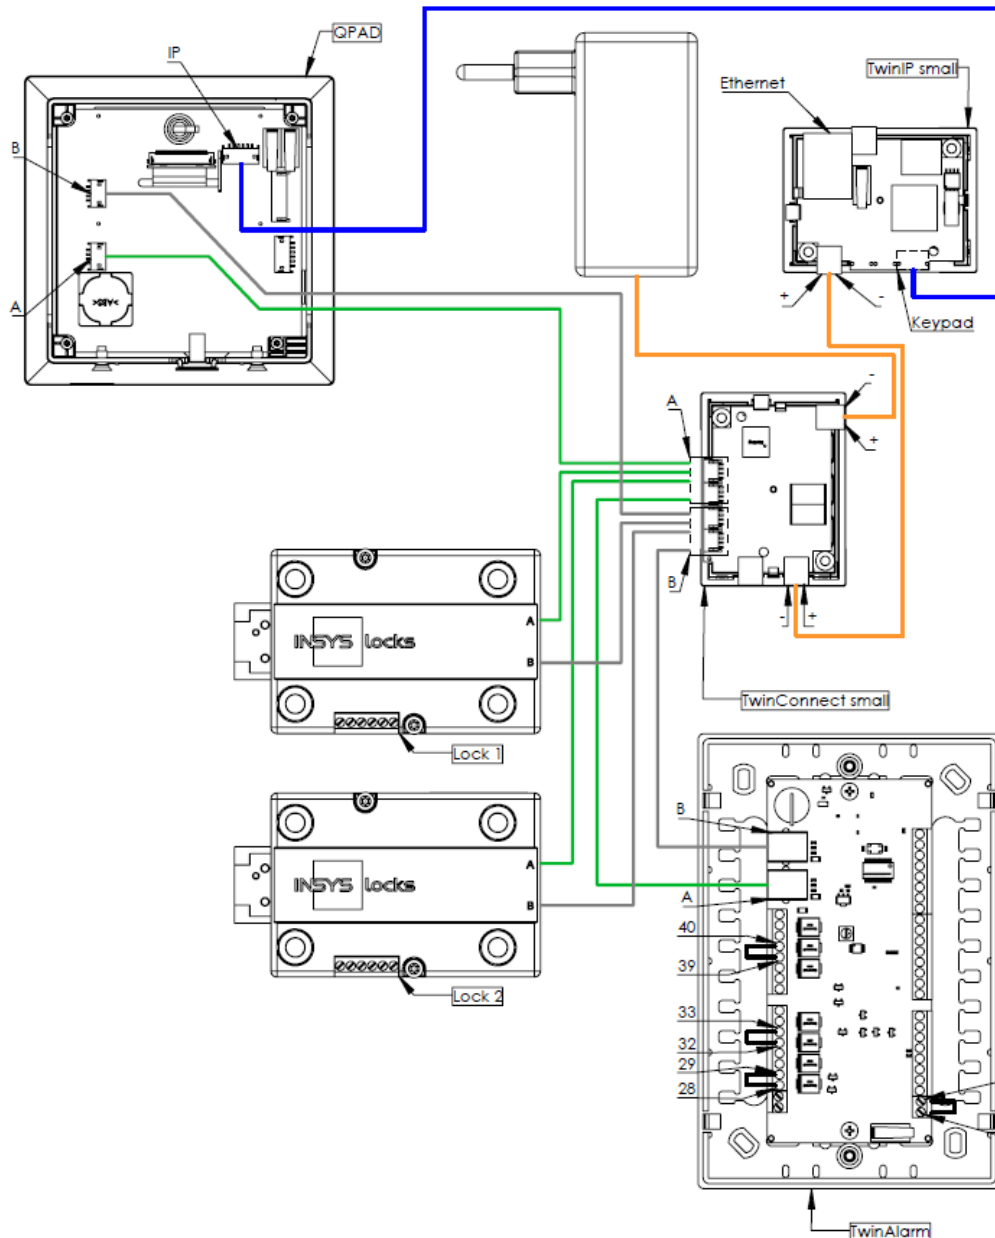 QPAD
IP
B
A
Ethernet
TwinIP small
+
-
Keypad
A
-
+
B
-
+
TwinConnect small
INSYS locks
A
B
Lock 1
INSYS locks
A
B
Lock 2
B
A
40
39
33
32
29
28
TwinAlarm